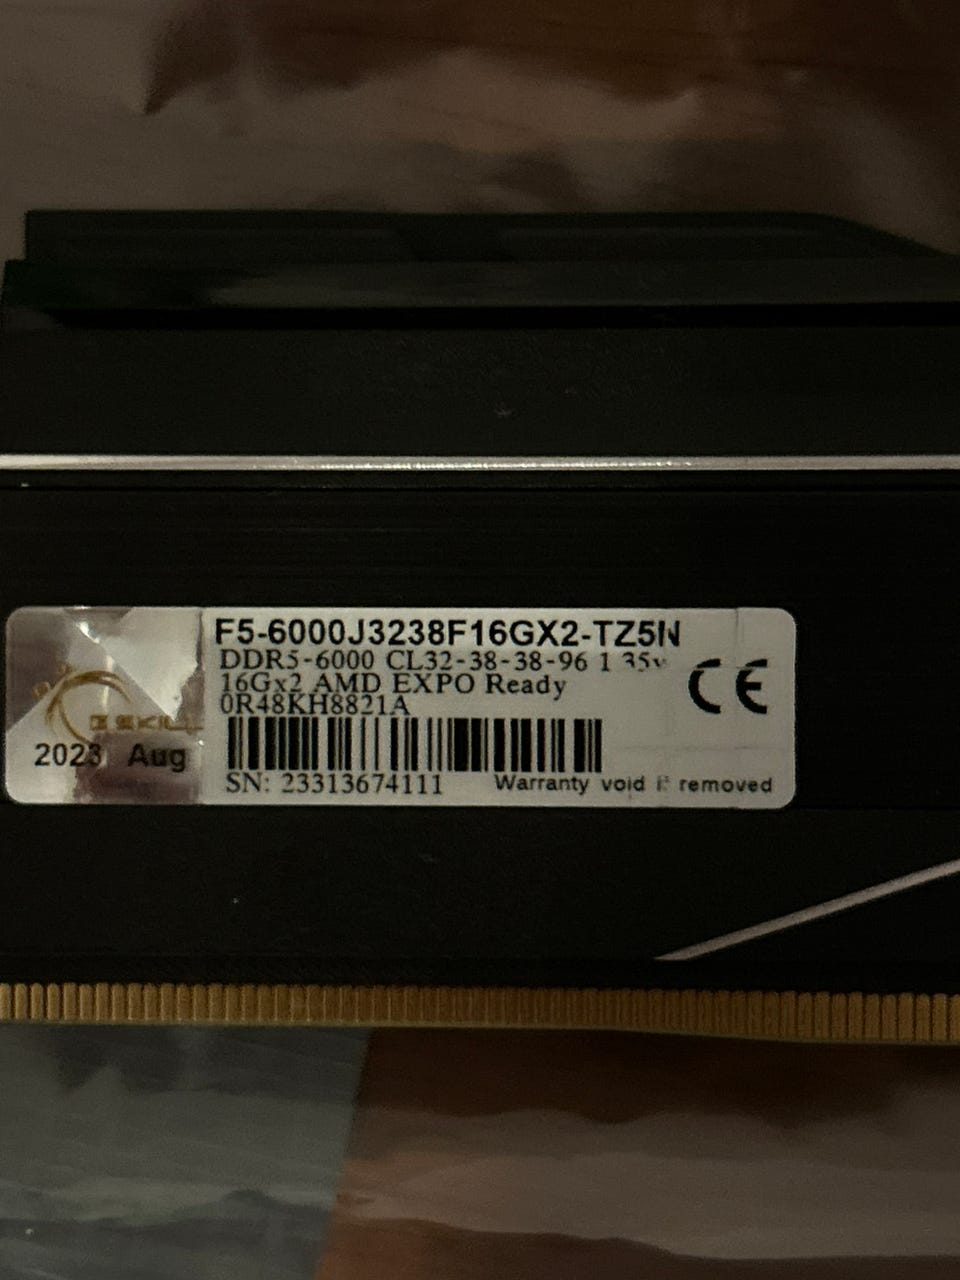 F5-6000J3238F16GX2-TZ5N
DDR5-6000 CL32-38-38-96 1.35v
16Gx2 AMD EXPO Ready
0R48KH8821A
G.SKILL
2023 Aug
CE
SN: 23313674111
Warranty void if removed